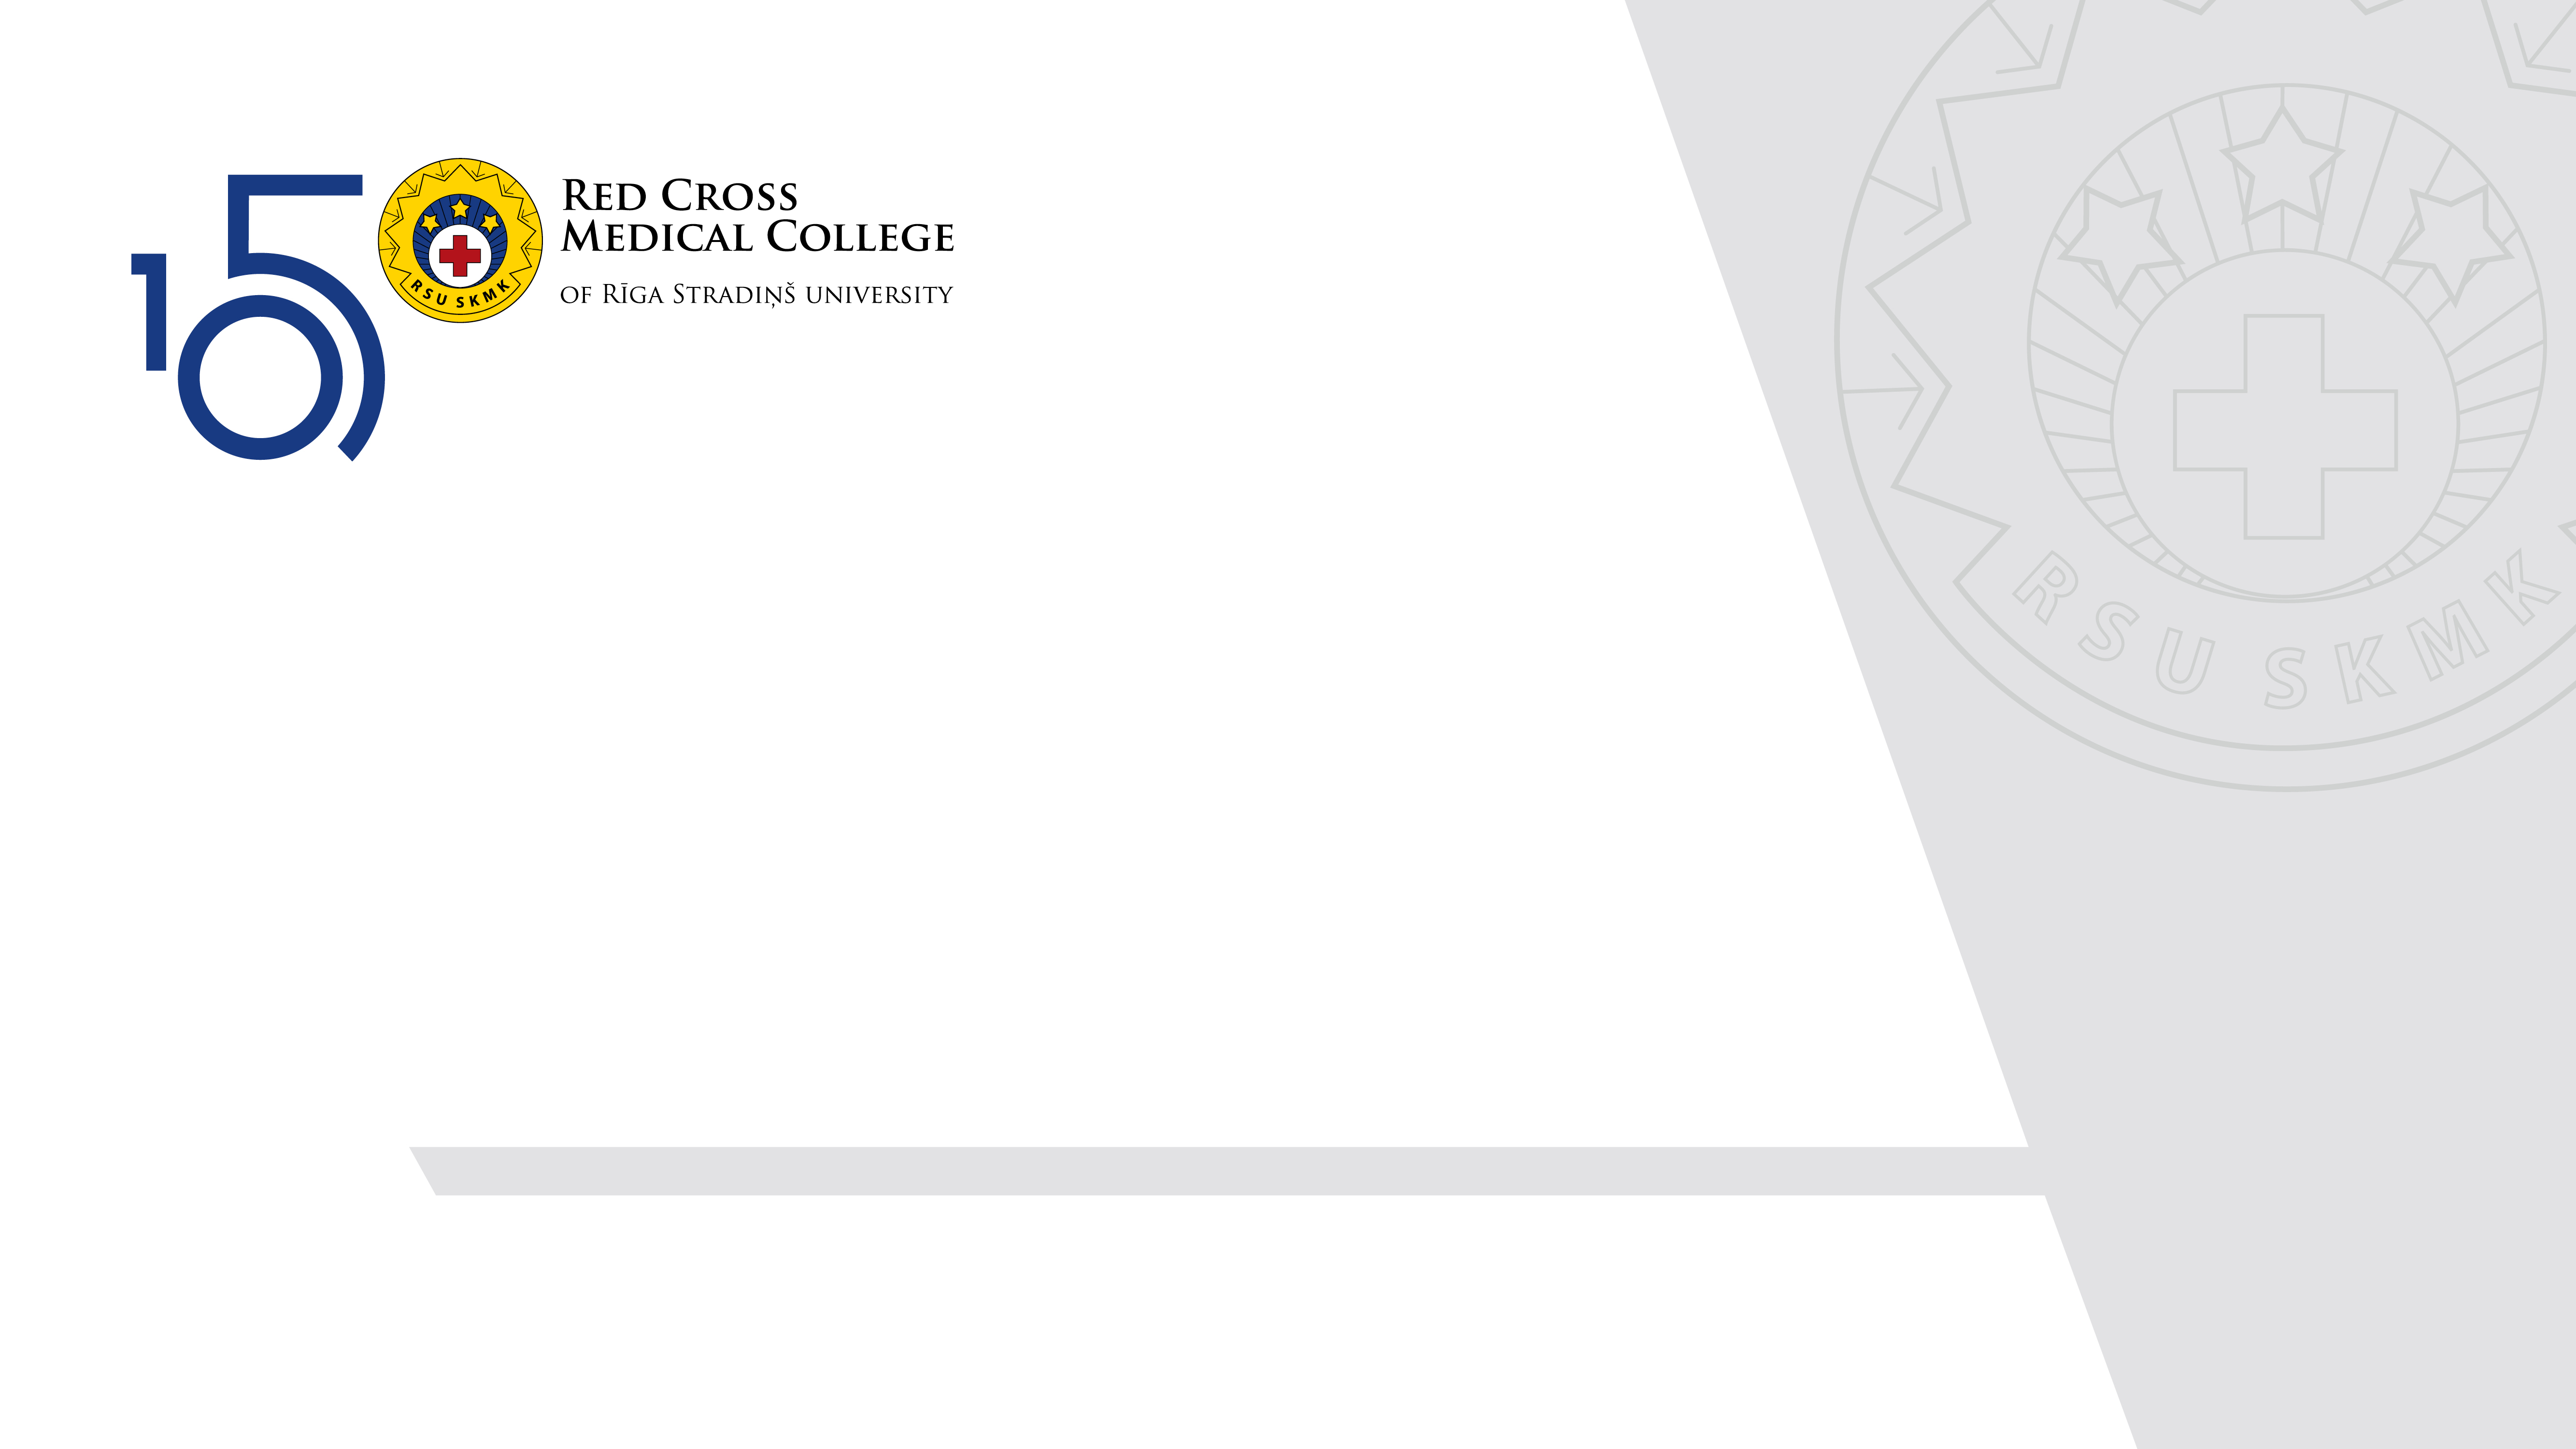 150
RED CROSS
MEDICAL COLLEGE
OF RĪGA STRADIŅŠ UNIVERSITY
RSU SKMK
RSU SKMK